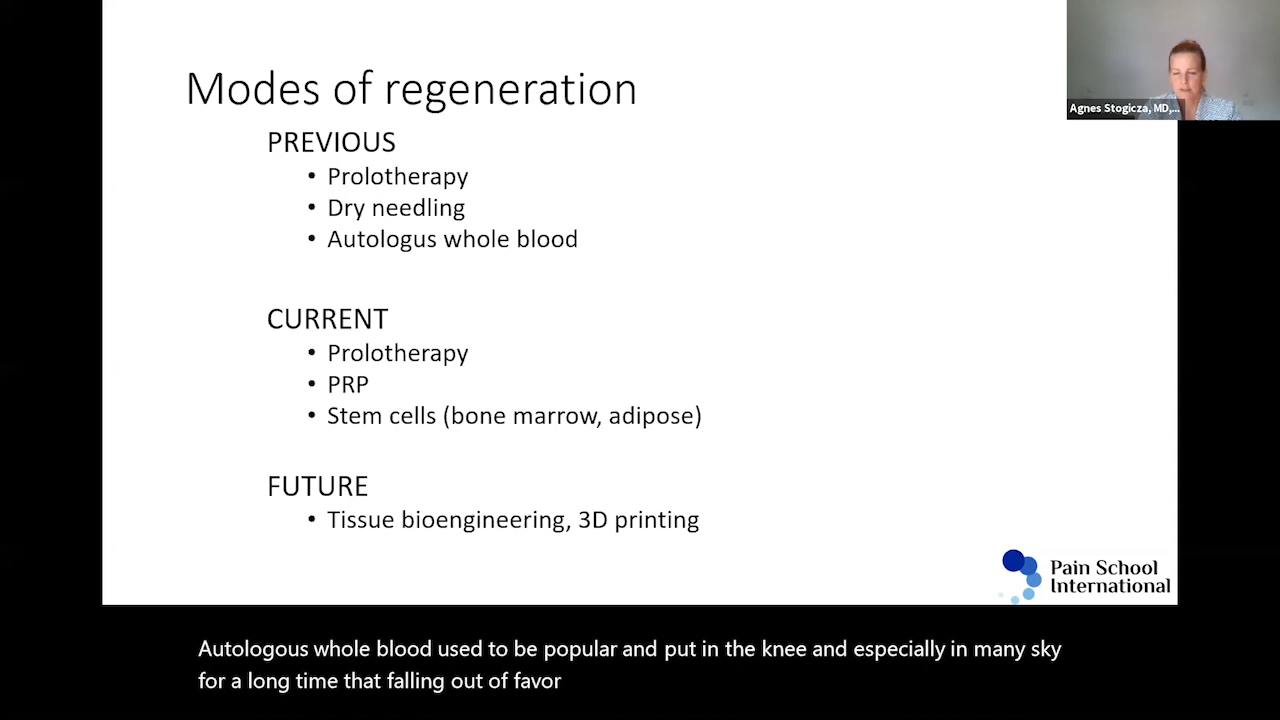 Modes of regeneration
Agnes Stogicza, MD,...
PREVIOUS
• Prolotherapy
• Dry needling
• Autologus whole blood
CURRENT
• Prolotherapy
• PRP
• Stem cells (bone marrow, adipose)
FUTURE
• Tissue bioengineering, 3D printing
Pain School
International
Autologous whole blood used to be popular and put in the knee and especially in many sky
for a long time that falling out of favor